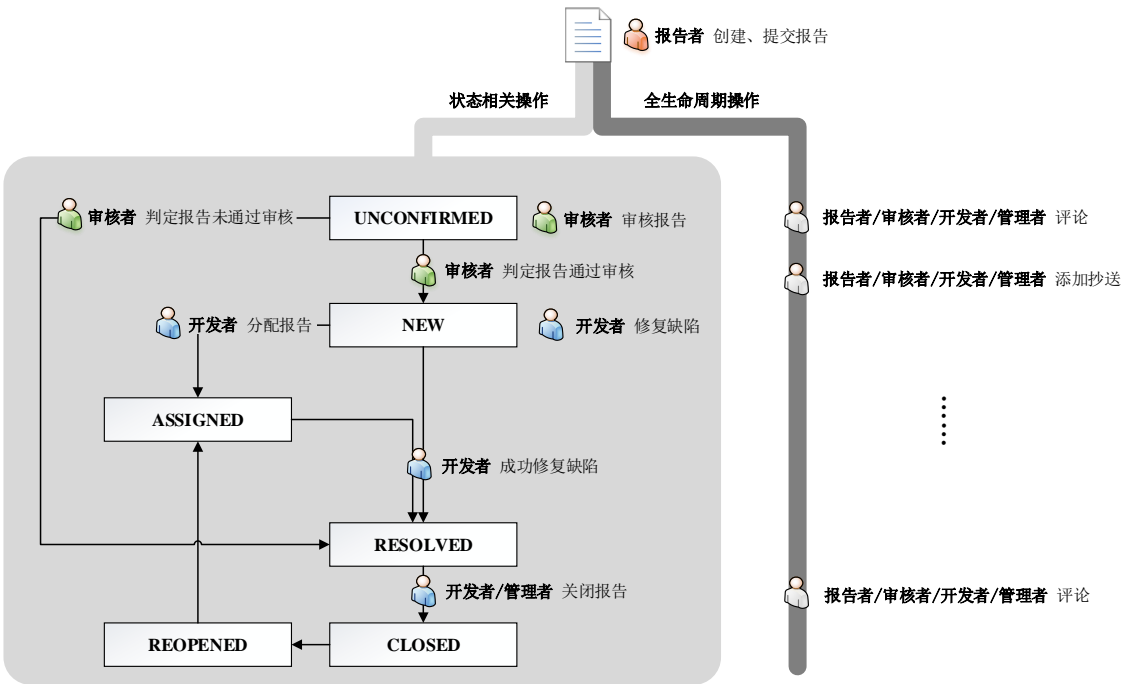 报告者 创建、提交报告
状态相关操作
全生命周期操作
审核者 判定报告未通过审核
UNCONFIRMED
审核者 审核报告
报告者/审核者/开发者/管理者 评论
审核者 判定报告通过审核
报告者/审核者/开发者/管理者 添加抄送
开发者 分配报告
NEW
开发者 修复缺陷
ASSIGNED
······
开发者 成功修复缺陷
RESOLVED
开发者/管理者 关闭报告
报告者/审核者/开发者/管理者 评论
REOPENED
CLOSED